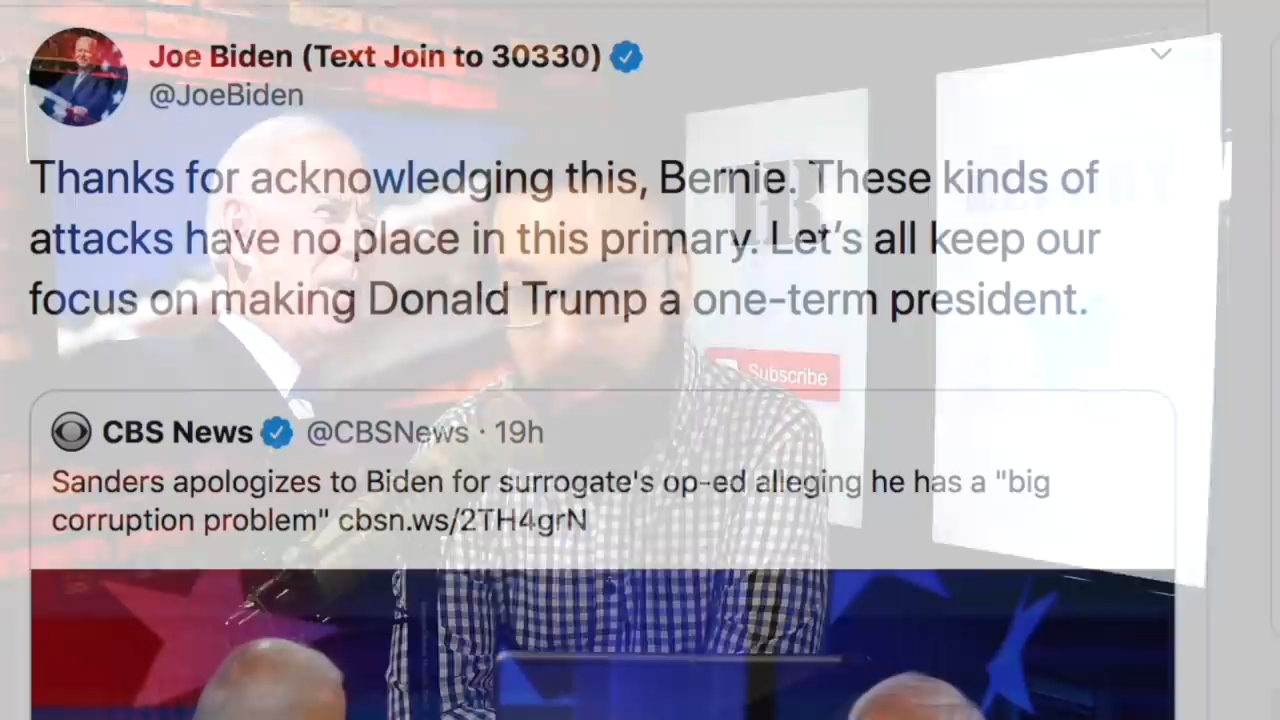 Joe Biden (Text Join to 30330)
@JoeBiden
Thanks for acknowledging this, Bernie. These kinds of
attacks have no place in this primary. Let’s all keep our
focus on making Donald Trump a one-term president.
Subscribe
CBS News @CBSNews · 19h
Sanders apologizes to Biden for surrogate's op-ed alleging he has a "big
corruption problem" cbsn.ws/2TH4grN